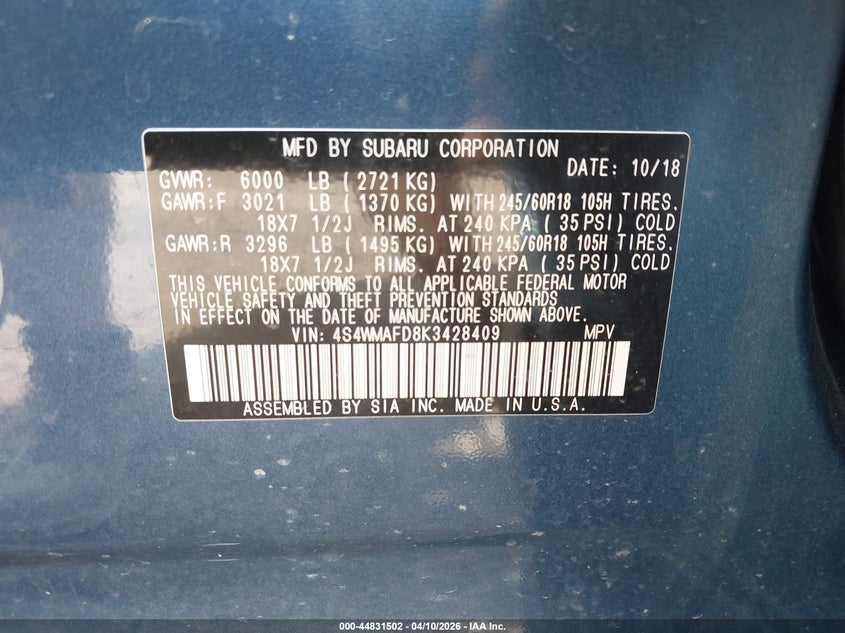 MFD BY SUBARU CORPORATION
DATE: 10/18
GVWR: 6000 LB ( 2721 KG)
GAWR:F 3021 LB ( 1370 KG) WITH 245/60R18 105H TIRES.
18X7 1/2J RIMS. AT 240 KPA ( 35 PSI) COLD
GAWR:R 3296 LB ( 1495 KG) WITH 245/60R18 105H TIRES.
18X7 1/2J RIMS. AT 240 KPA ( 35 PSI) COLD
THIS VEHICLE CONFORMS TO ALL APPLICABLE FEDERAL MOTOR
VEHICLE SAFETY AND THEFT PREVENTION STANDARDS
IN EFFECT ON THE DATE OF MANUFACTURE SHOWN ABOVE.
VIN: 4S4WMAFD8K3428409 MPV
ASSEMBLED BY SIA INC. MADE IN U.S.A.
000-44831502 - 04/10/2026 - IAA Inc.